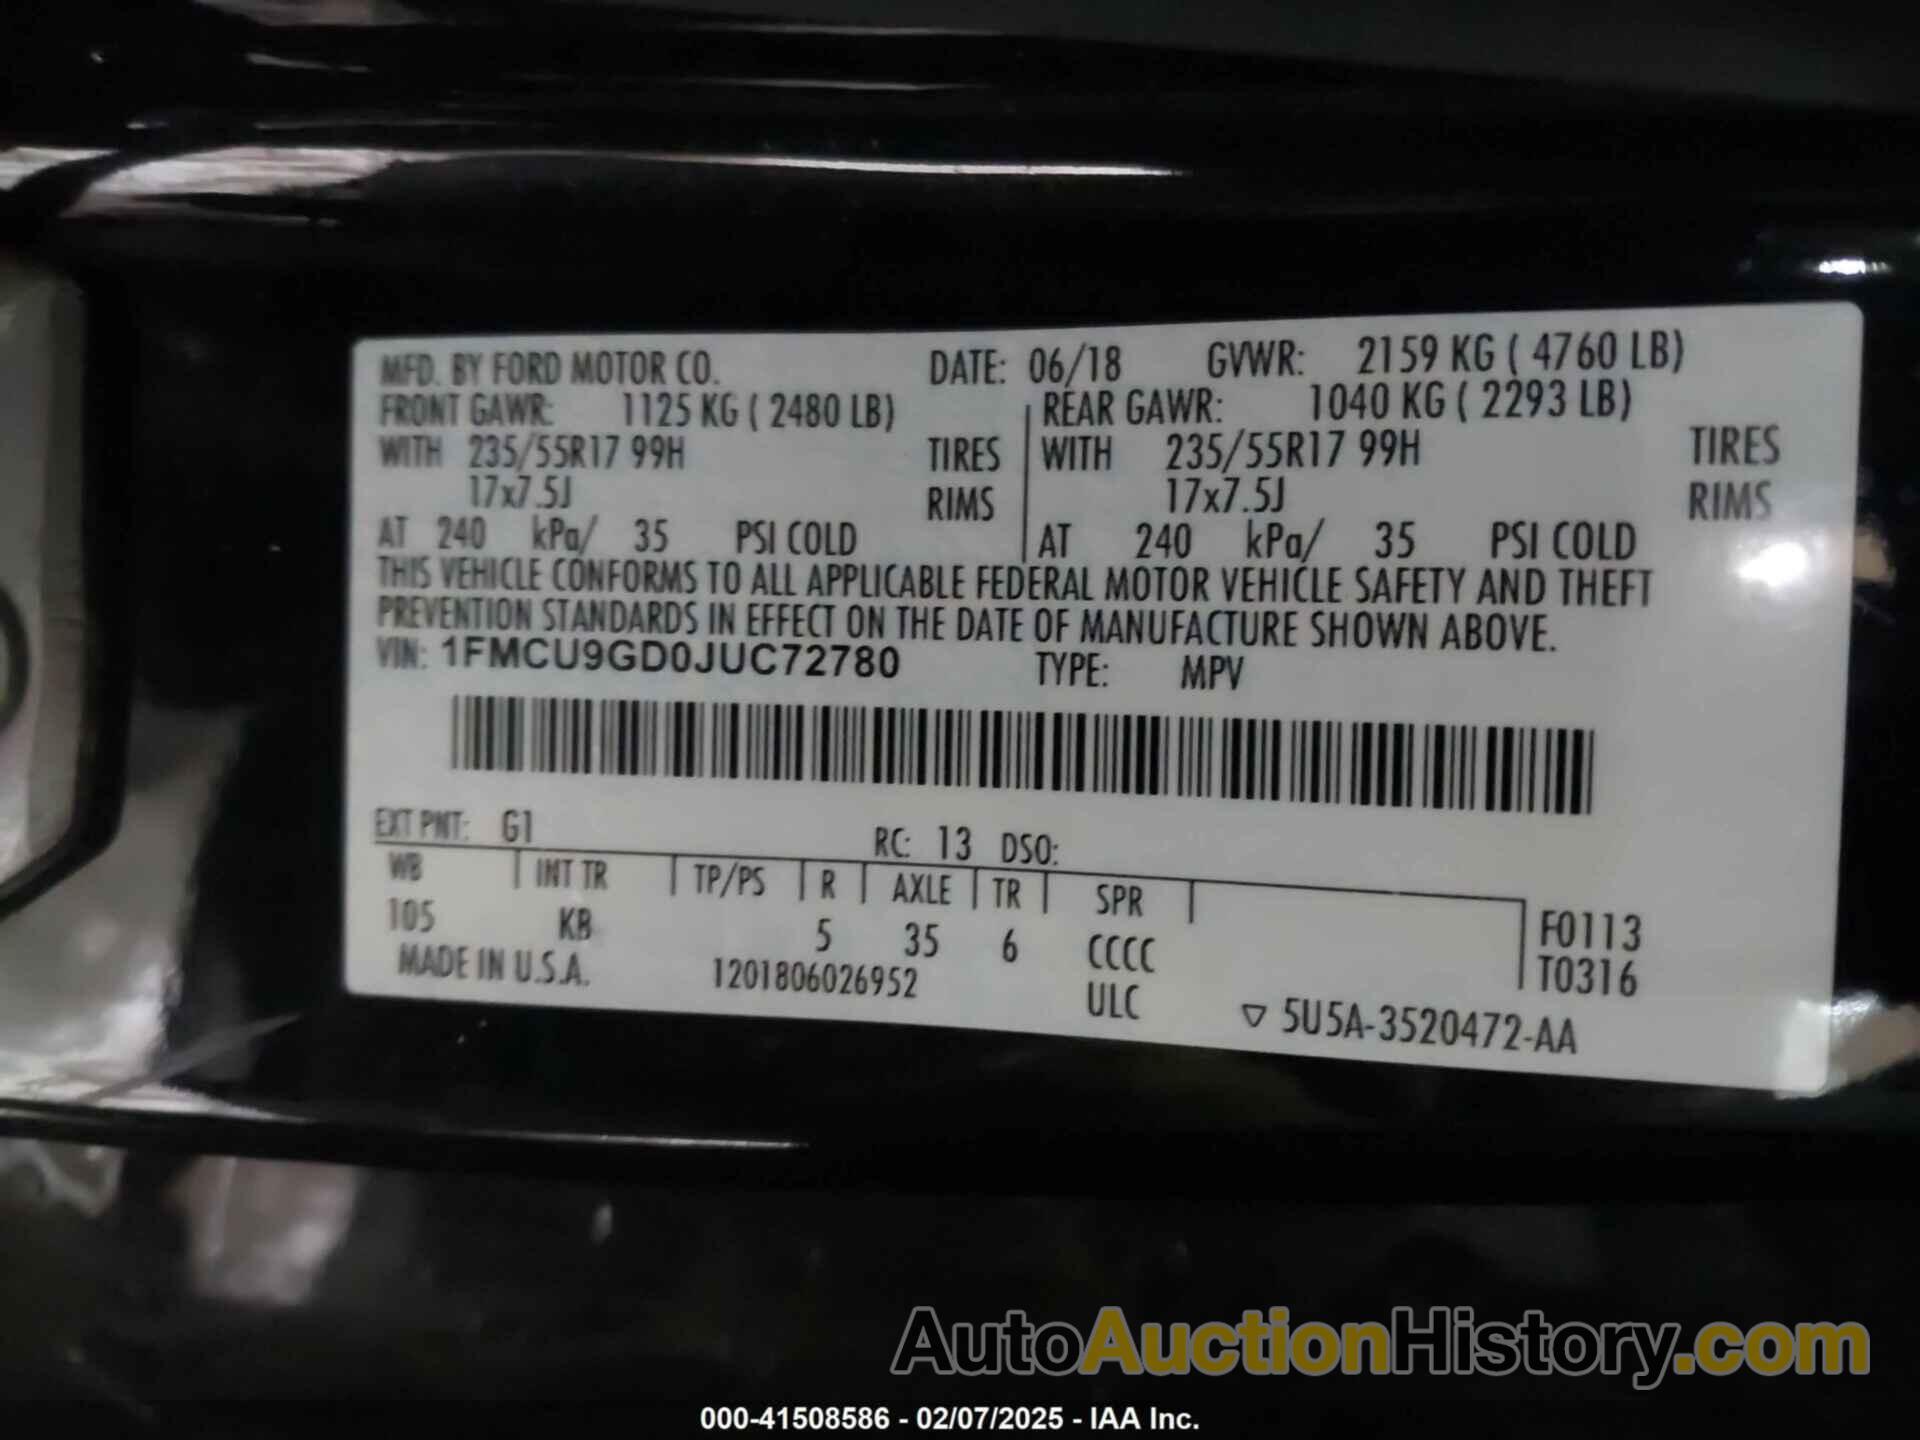 MFD. BY FORD MOTOR CO. DATE: 06/18 GVWR: 2159 KG ( 4760 LB)
FRONT GAWR: 1125 KG ( 2480 LB) REAR GAWR: 1040 KG ( 2293 LB)
WITH 235/55R17 99H TIRES WITH 235/55R17 99H TIRES
17x7.5J RIMS 17x7.5J RIMS
AT 240 kPa/ 35 PSI COLD AT 240 kPa/ 35 PSI COLD
THIS VEHICLE CONFORMS TO ALL APPLICABLE FEDERAL MOTOR VEHICLE SAFETY AND THEFT
PREVENTION STANDARDS IN EFFECT ON THE DATE OF MANUFACTURE SHOWN ABOVE.
VIN: 1FMCU9GD0JUC72780 TYPE: MPV
EXT PNT: G1 RC: 13 DSO:
WB INT TR TP/PS R AXLE TR SPR
105 KB 5 35 6 CCCC F0113
MADE IN U.S.A. 1201806026952 ULC T0316
▽ 5U5A-3520472-AA
AutoAuctionHistory.com
000-41508586 - 02/07/2025 - IAA Inc.